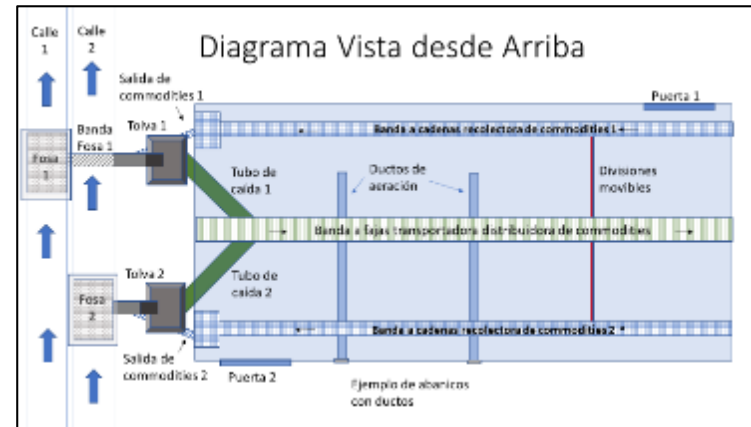 Calle
1
Calle
2
Diagrama Vista desde Arriba
Salida de
commodities 1
Puerta 1
Banda
Fosa 1
Tolva 1
Banda a cadenas recolectora de commodities 1
Fosa
1
Tubo de
caída 1
Ductos de
aeración
Divisiones
movibles
Banda a fajas transportadora distribuidora de commodities
Tolva 2
Tubo de
caída 2
Fosa
2
Banda a cadenas recolectora de commodities 2
Salida de
commodities 2
Puerta 2
Ejemplo de abanicos
con ductos